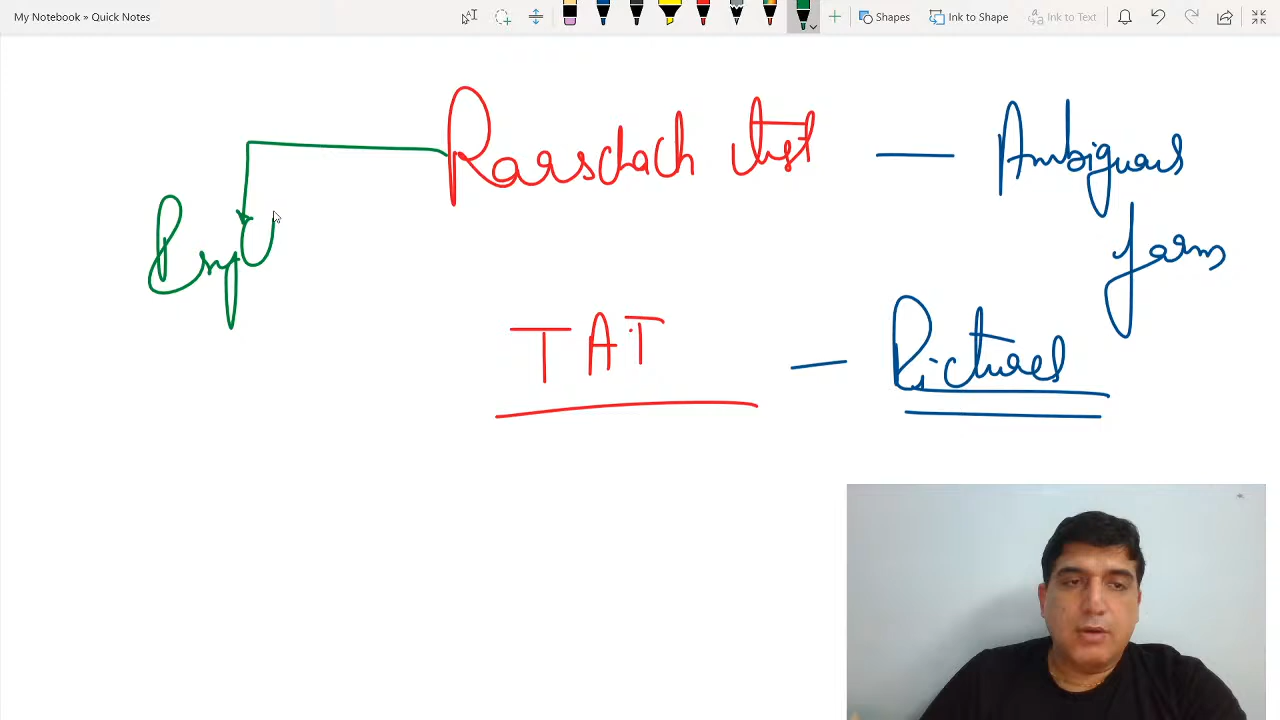 My Notebook » Quick Notes
Shapes
Ink to Shape
Ink to Text
Rorschach test — Ambiguous
forms
TAT — Pictures